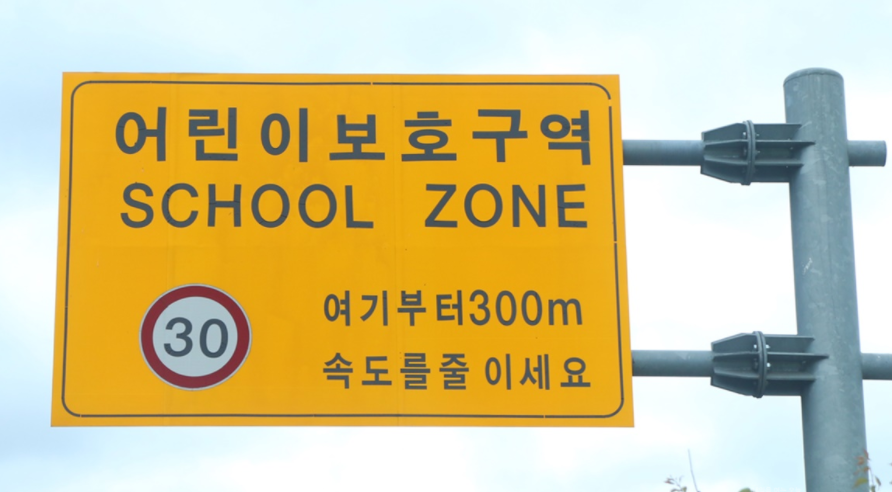 어린이보호구역
SCHOOL ZONE
30
여기부터300m
속도를줄 이세요